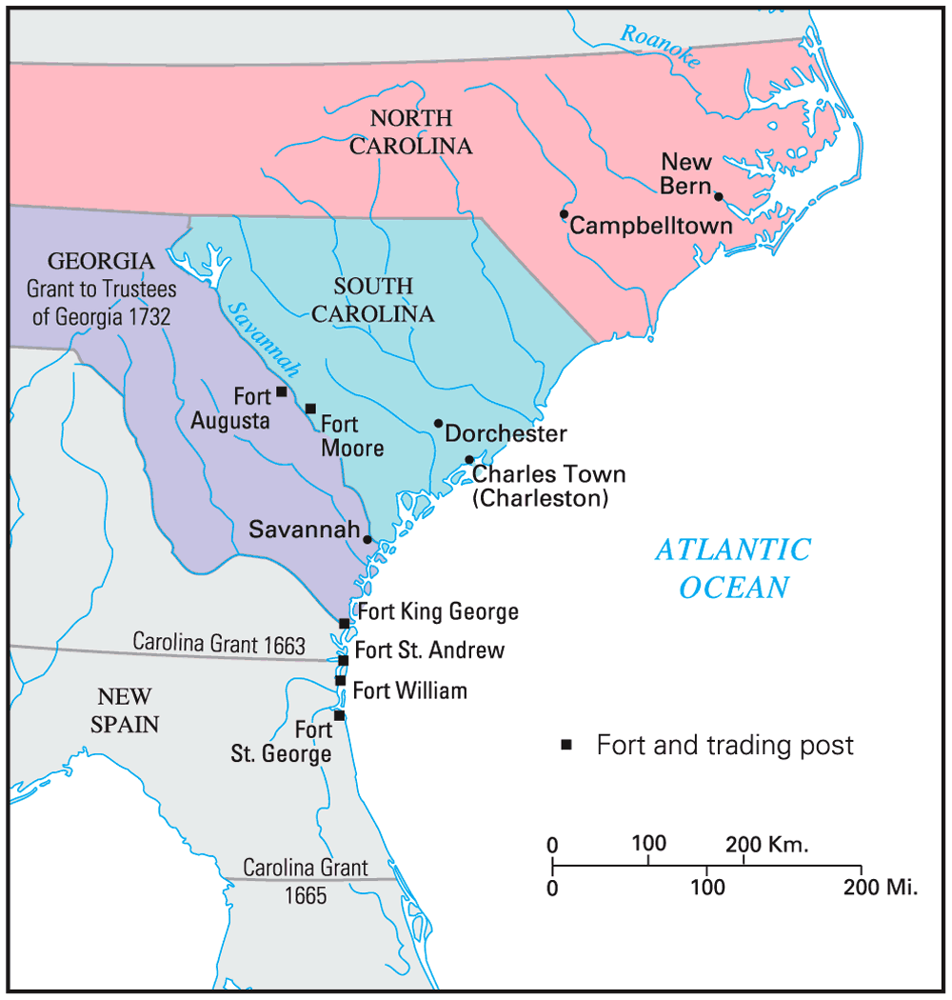 Roanoke
NORTH
CAROLINA
New
Bern
Campbelltown
GEORGIA
Grant to Trustees
of Georgia 1732
SOUTH
CAROLINA
Savannah
Fort
Augusta
Fort
Moore
Dorchester
Charles Town
(Charleston)
Savannah
ATLANTIC
OCEAN
Fort King George
Carolina Grant 1663
Fort St. Andrew
Fort William
NEW
SPAIN
Fort
St. George
Fort and trading post
0 100 200 Km.
0 100 200 Mi.
Carolina Grant
1665